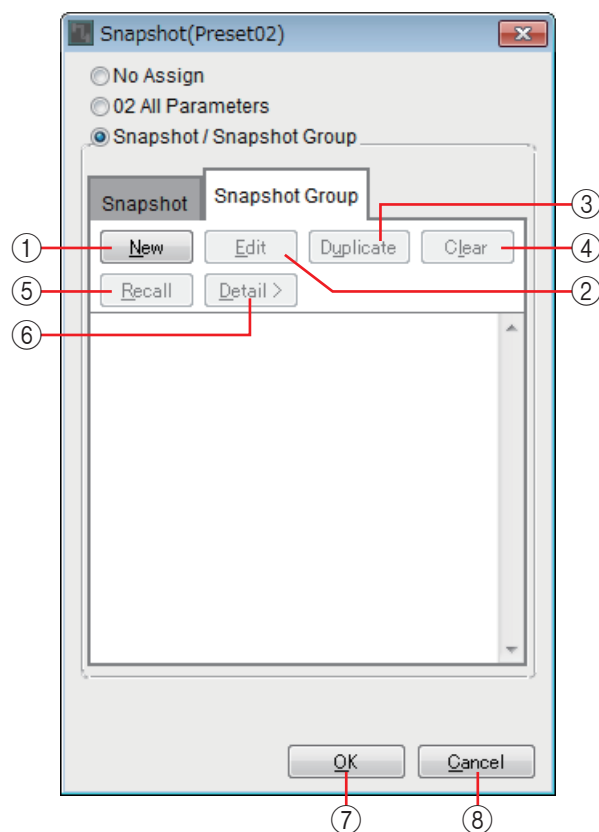 Snapshot(Preset02)
No Assign
02 All Parameters
Snapshot / Snapshot Group
Snapshot Snapshot Group
③
① New Edit Duplicate Clear ④
⑤ Recall Detail > ②
⑥
OK Cancel
⑦ ⑧